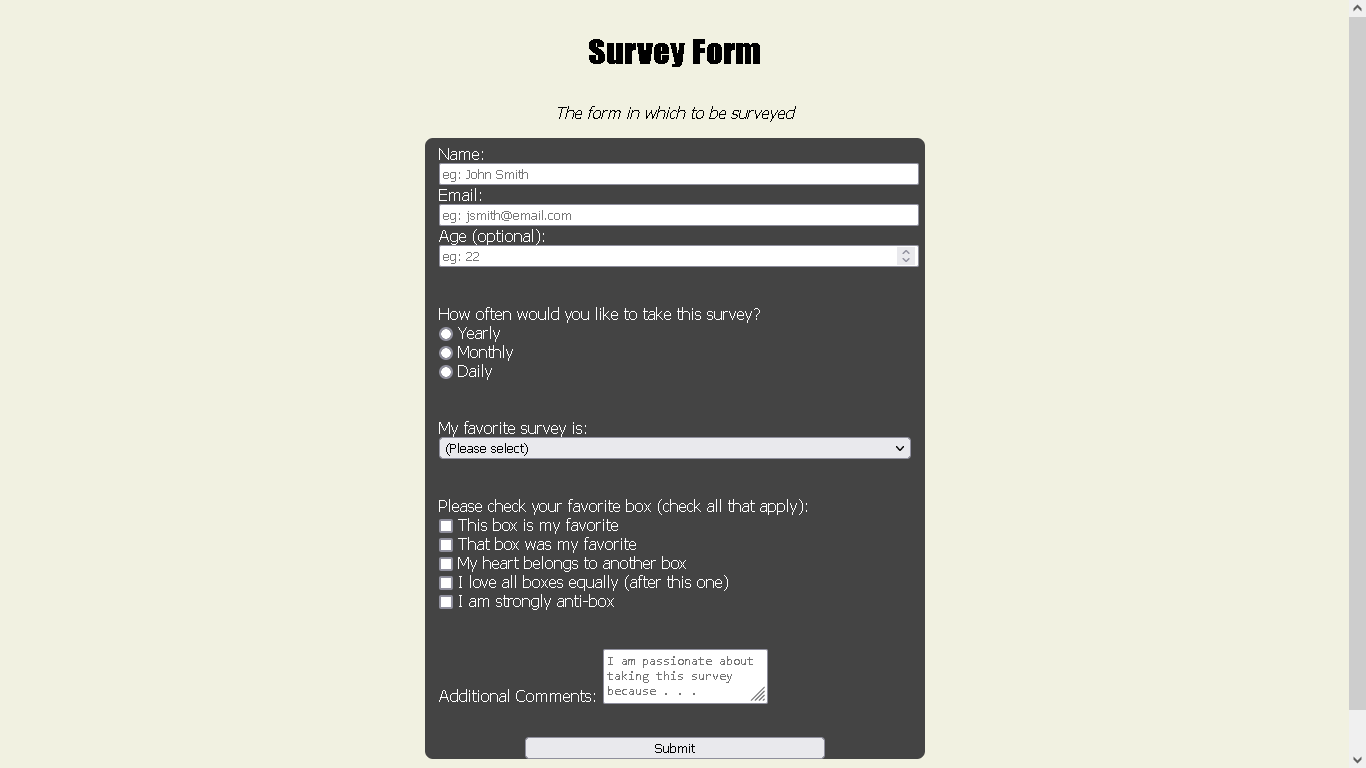 Survey Form
The form in which to be surveyed
Name:
eg: John Smith
Email:
eg: jsmith@email.com
Age (optional):
eg: 22
How often would you like to take this survey?
Yearly
Monthly
Daily
My favorite survey is:
(Please select)
Please check your favorite box (check all that apply):
This box is my favorite
That box was my favorite
My heart belongs to another box
I love all boxes equally (after this one)
I am strongly anti-box
I am passionate about
taking this survey
because . . .
Additional Comments:
Submit